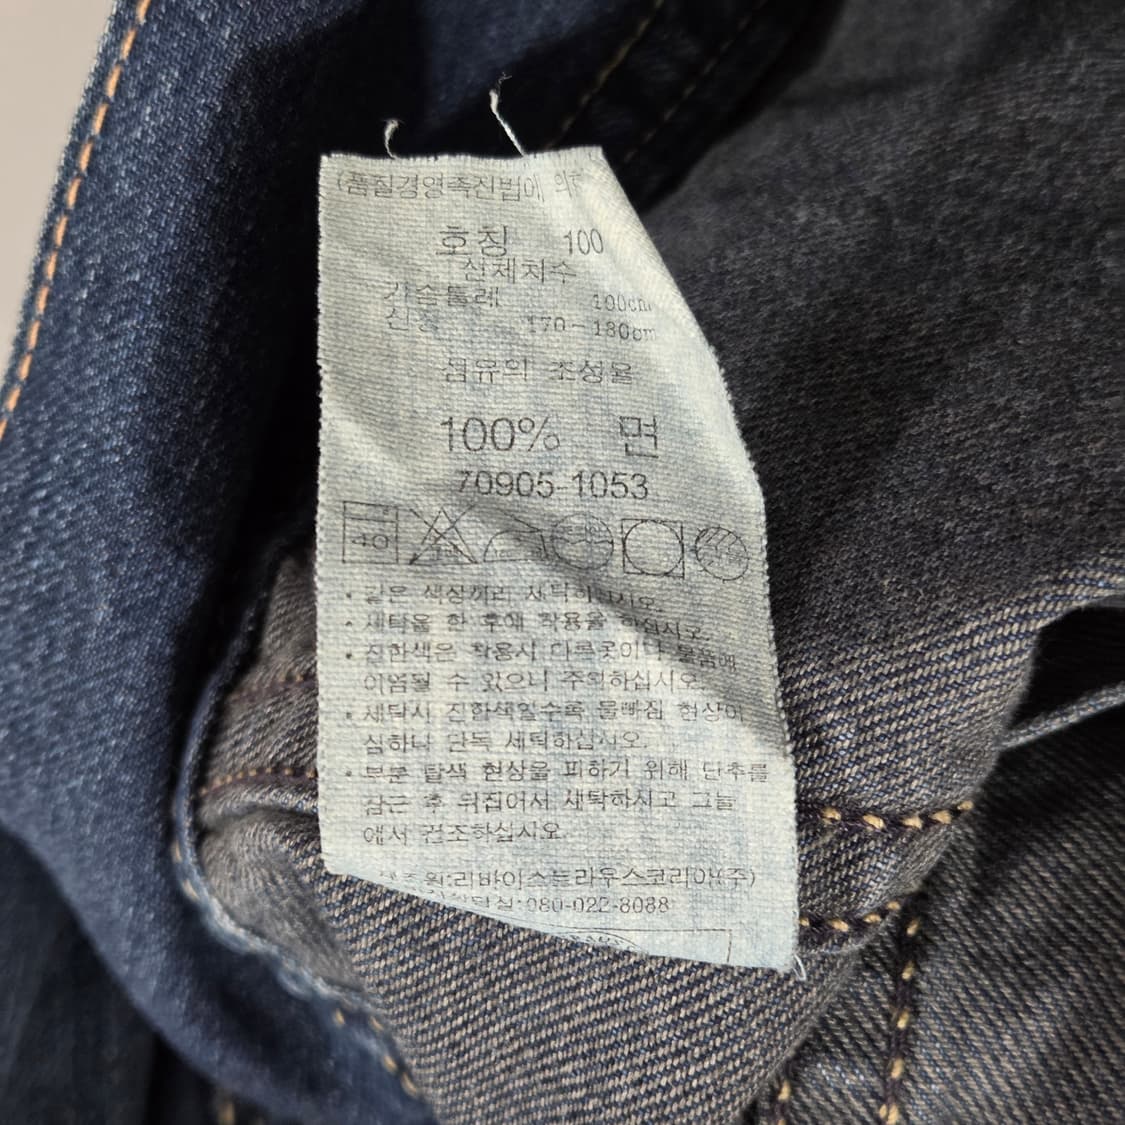 (품질경영촉진법에 의한
호칭 100
신체치수
가슴둘레 100cm
신장 170-180cm
섬유의 조성율
100% 면
70905-1053
40
• 같은 색상끼리 세탁하십시오.
• 세탁을 한 후에 착용을 하십시오.
• 진한색은 착용시 다른옷이나 물품에
이염될 수 있으니 주의하십시오.
• 세탁시 진한색일수록 물빠짐 현상이
심하니 단독 세탁하십시오.
• 부분 탈색 현상을 피하기 위해 단추를
잠근 후 뒤집어서 세탁하시고 그늘
에서 건조하십시오.
원:리바이스트라우스코리아(주)
실:080-022-8088